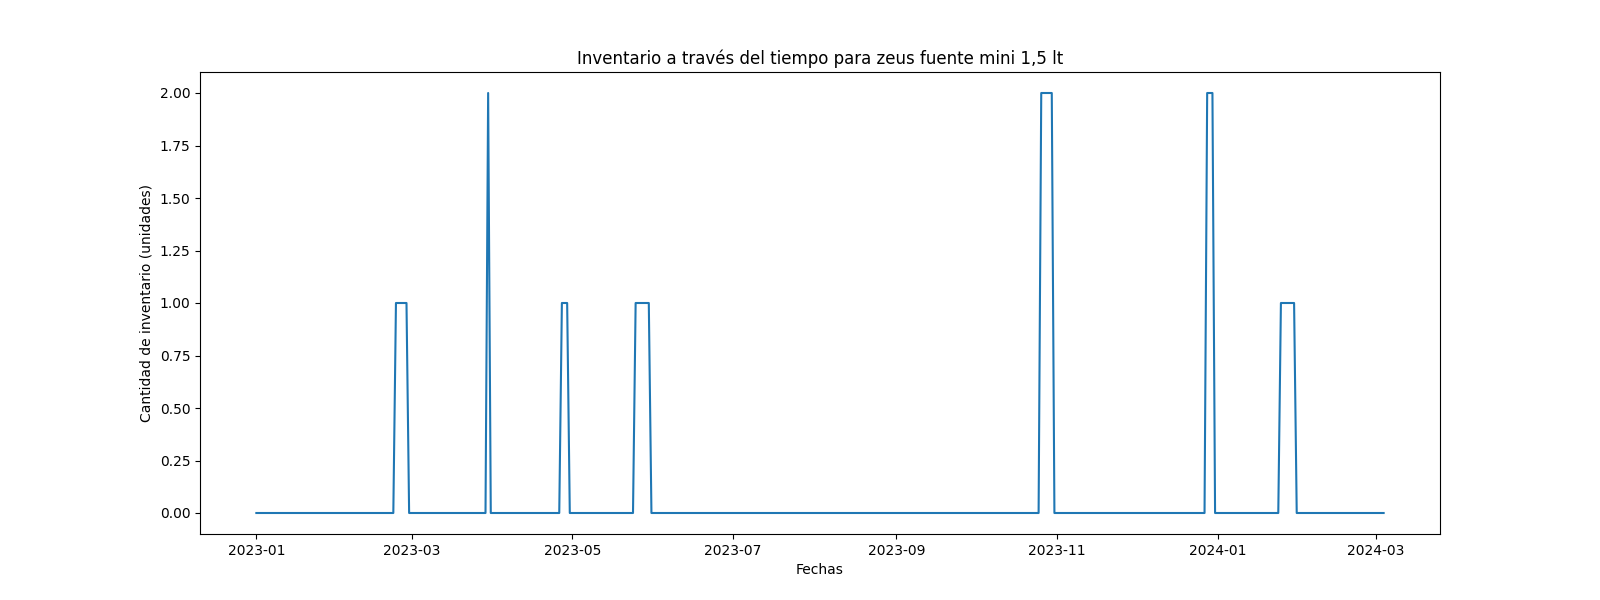 Inventario a través del tiempo para zeus fuente mini 1,5 lt
2.00
1.75
1.50
1.25
1.00
0.75
0.50
0.25
0.00
Cantidad de inventario (unidades)
2023-01 2023-03 2023-05 2023-07 2023-09 2023-11 2024-01 2024-03
Fechas